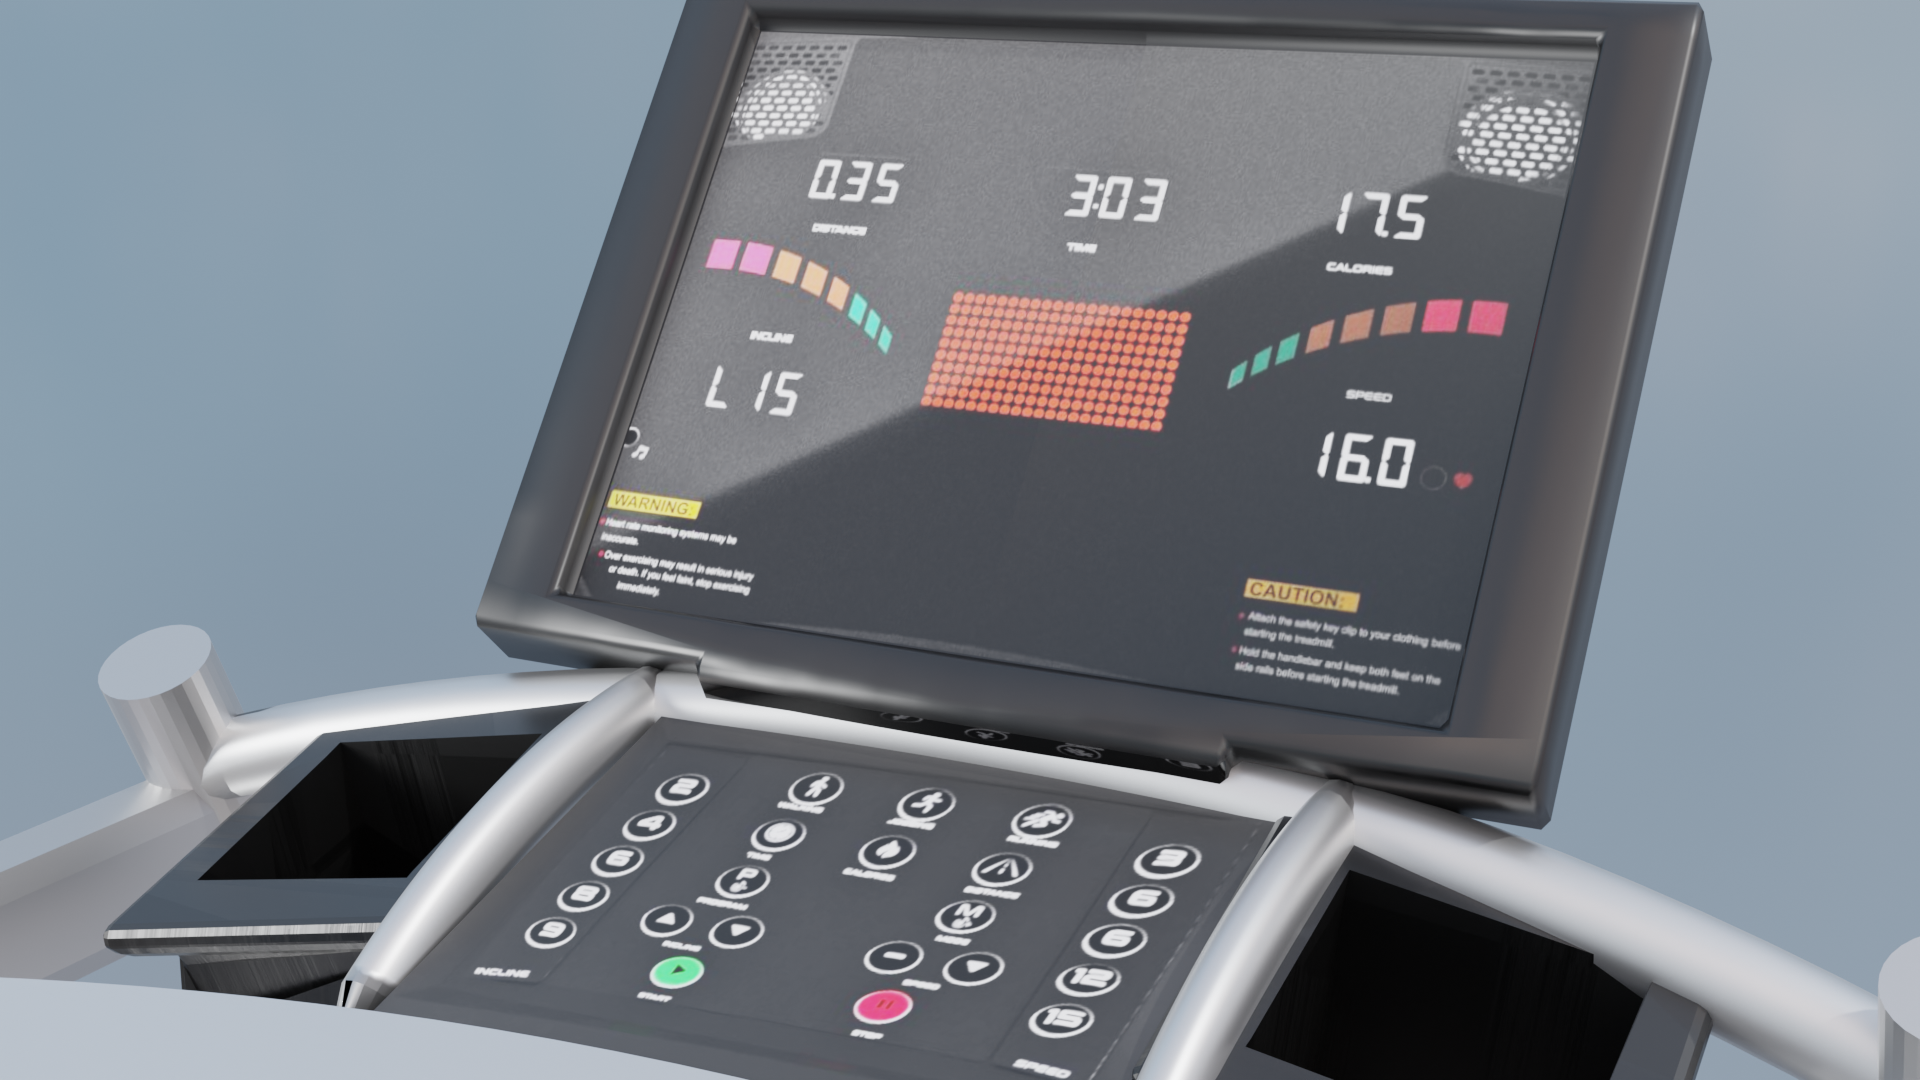 0.35
3:03
17.5
DISTANCE
TIME
CALORIES
INCLINE
SPEED
L 15
16.0
WARNING:
Heart rate monitoring systems may be
inaccurate.
Over exercising may result in serious injury
or death. If you feel faint, stop exercising
immediately.
CAUTION:
Attach the safety key clip to your clothing before
starting the treadmill.
Hold the handlebar and keep both feet on the
side rails before starting the treadmill.
2
4
6
8
9
INCLINE
TIME
CALORIES
DISTANCE
P
PROGRAM
M
MODE
INCLINE
SPEED
START
STOP
3
6
6
12
15
SPEED